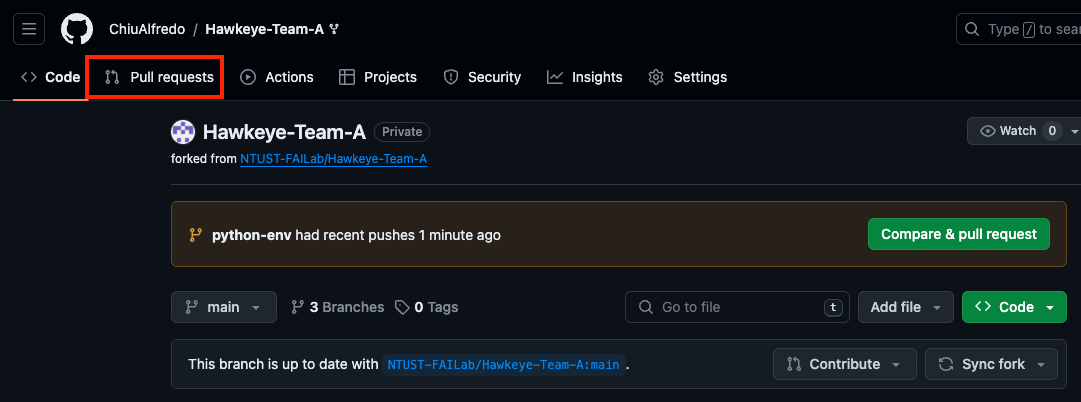 ChiuAlfredo / Hawkeye-Team-A
Type / to sear
Code Pull requests Actions Projects Security Insights Settings
Hawkeye-Team-A Private
Watch 0
forked from NTUST-FAILab/Hawkeye-Team-A
python-env had recent pushes 1 minute ago
Compare & pull request
main 3 Branches 0 Tags
Go to file t
Add file
Code
This branch is up to date with NTUST-FAILab/Hawkeye-Team-A:main .
Contribute
Sync fork